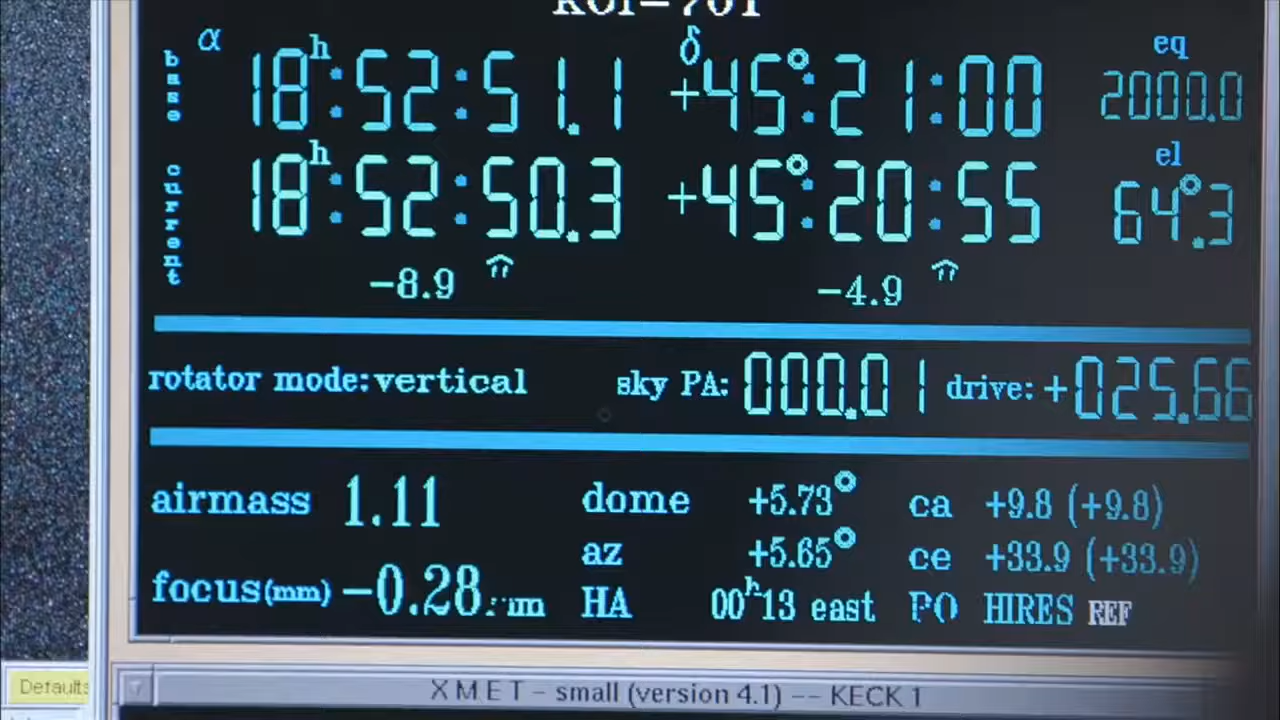 KOI-701
α 18h:52:51.1 δ +45°:21:00 eq 2000.0
base
current 18h:52:50.3 +45°:20:55 el 64°.3
-8.9 -4.9
rotator mode: vertical sky PA: 000.01 drive: +025.66
airmass 1.11 dome +5.73° ca +9.8 (+9.8)
az +5.65° ce +33.9 (+33.9)
focus(mm) -0.28 HA 00h13 east PO HIRES REF
Defaults
XMET - small (version 4.1) -- KECK 1